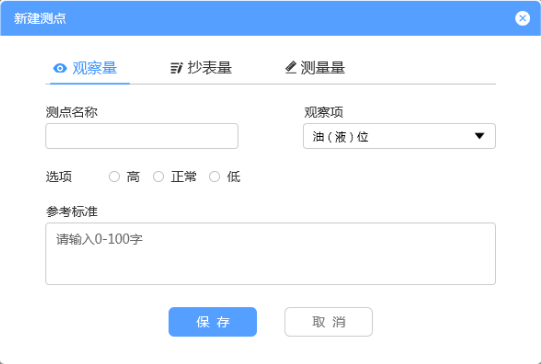 新建测点
观察量 抄表量 测量量
测点名称 观察项
油（液）位
选项 高 正常 低
参考标准
请输入0-100字
保 存 取 消